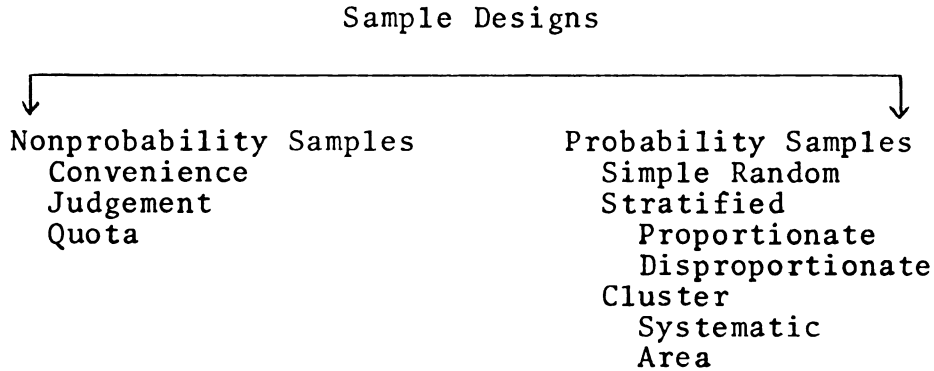 Sample Designs
Nonprobability Samples
Convenience
Judgement
Quota
Probability Samples
Simple Random
Stratified
Proportionate
Disproportionate
Cluster
Systematic
Area